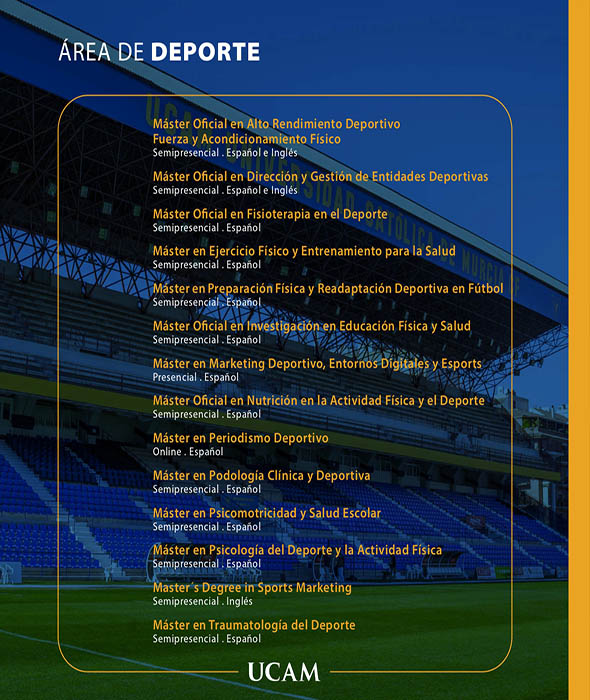 ÁREA DE DEPORTE
Máster Oficial en Alto Rendimiento Deportivo
Fuerza y Acondicionamiento Físico
Semipresencial . Español e Inglés
Máster Oficial en Dirección y Gestión de Entidades Deportivas
Semipresencial . Español e Inglés
Máster Oficial en Fisioterapia en el Deporte
Semipresencial . Español
Máster en Ejercicio Físico y Entrenamiento para la Salud
Semipresencial . Español
Máster en Preparación Física y Readaptación Deportiva en Fútbol
Semipresencial . Español
Máster Oficial en Investigación en Educación Física y Salud
Semipresencial . Español
Máster en Marketing Deportivo, Entornos Digitales y Esports
Presencial . Español
Máster Oficial en Nutrición en la Actividad Física y el Deporte
Semipresencial . Español
Máster en Periodismo Deportivo
Online . Español
Máster en Podología Clínica y Deportiva
Semipresencial . Español
Máster en Psicomotricidad y Salud Escolar
Semipresencial . Español
Máster en Psicología del Deporte y la Actividad Física
Semipresencial . Español
Master´s Degree in Sports Marketing
Semipresencial . Inglés
Máster en Traumatología del Deporte
Semipresencial . Español
UCAM